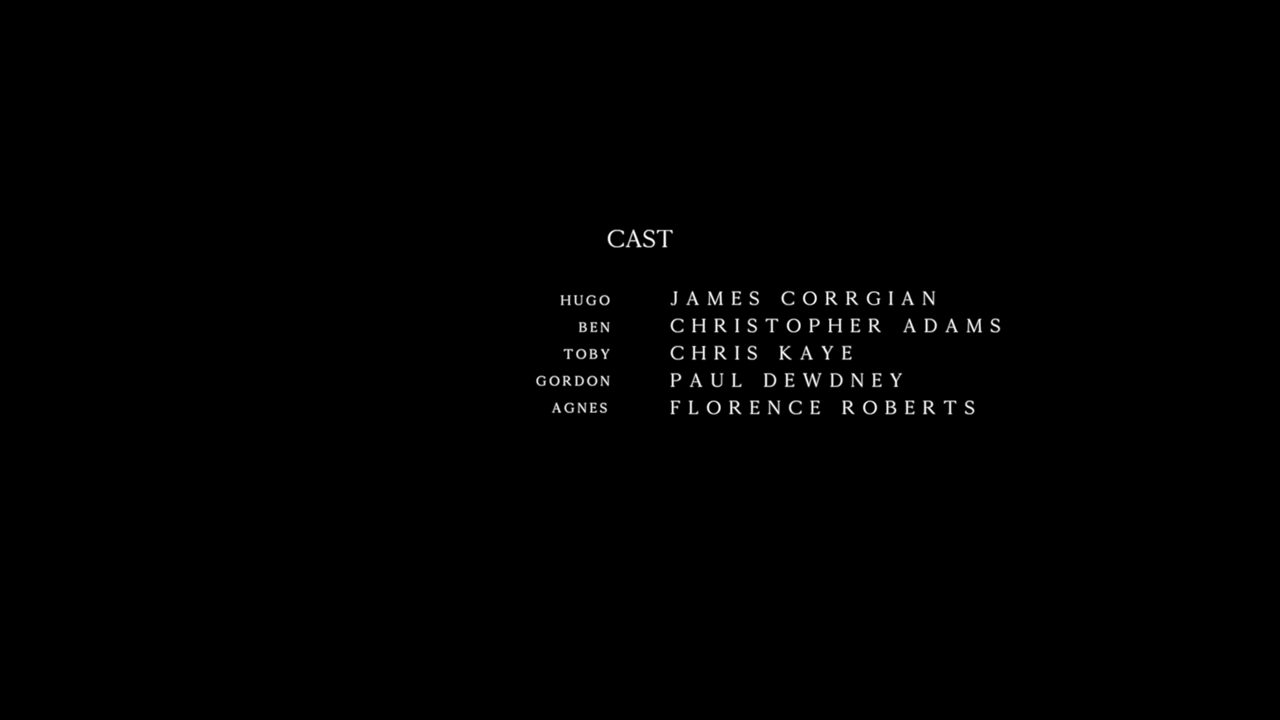 CAST
HUGO JAMES CORRGIAN
BEN CHRISTOPHER ADAMS
TOBY CHRIS KAYE
GORDON PAUL DEWDNEY
AGNES FLORENCE ROBERTS